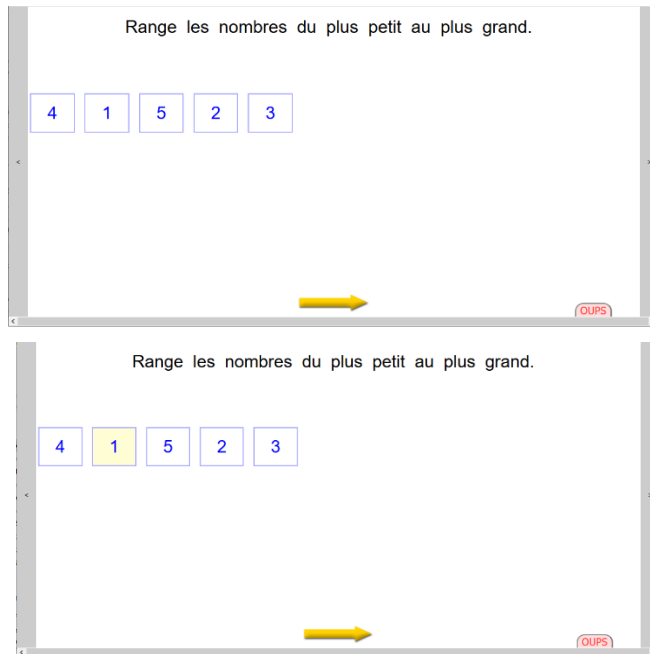 Range les nombres du plus petit au plus grand.
4 1 5 2 3
OUPS
Range les nombres du plus petit au plus grand.
4 1 5 2 3
OUPS